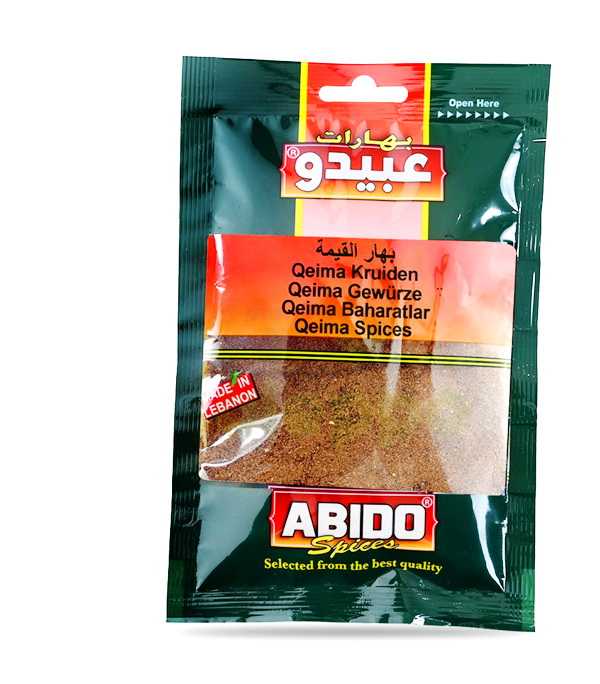 Open Here
بهارات
عبيدو®
بهار القيمة
Qeima Kruiden
Qeima Gewürze
Qeima Baharatlar
Qeima Spices
MADE IN
LEBANON
ABIDO®
Spices
Selected from the best quality